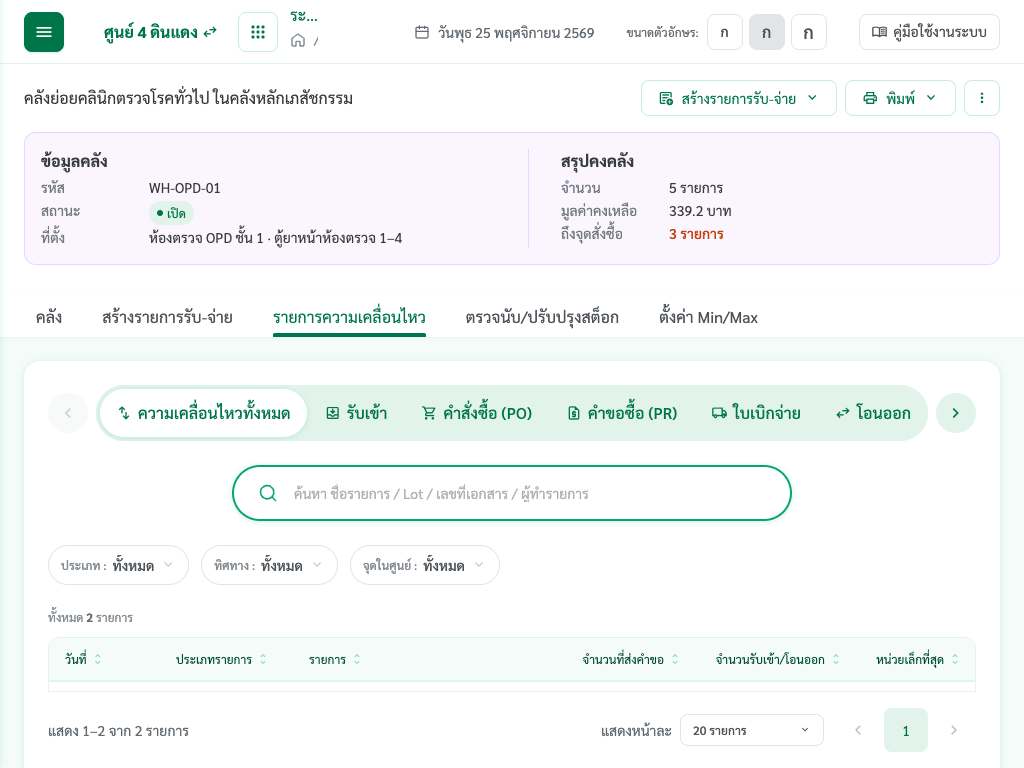 ศูนย์ 4 ดินแดง
ระ...
/
วันพุธ 25 พฤศจิกายน 2569
ขนาดตัวอักษร:
ก
ก
ก
คู่มือใช้งานระบบ
คลังย่อยคลินิกตรวจโรคทั่วไป ในคลังหลักเภสัชกรรม
สร้างรายการรับ-จ่าย
พิมพ์
ข้อมูลคลัง
รหัส WH-OPD-01
สถานะ เปิด
ที่ตั้ง ห้องตรวจ OPD ชั้น 1 · ตู้ยาหน้าห้องตรวจ 1–4
สรุปคงคลัง
จำนวน 5 รายการ
มูลค่าคงเหลือ 339.2 บาท
ถึงจุดสั่งซื้อ 3 รายการ
คลัง
สร้างรายการรับ-จ่าย
รายการความเคลื่อนไหว
ตรวจนับ/ปรับปรุงสต็อก
ตั้งค่า Min/Max
ความเคลื่อนไหวทั้งหมด
รับเข้า
คำสั่งซื้อ (PO)
คำขอซื้อ (PR)
ใบเบิกจ่าย
โอนออก
ค้นหา ชื่อรายการ / Lot / เลขที่เอกสาร / ผู้ทำรายการ
ประเภท : ทั้งหมด
ทิศทาง : ทั้งหมด
จุดในศูนย์ : ทั้งหมด
ทั้งหมด 2 รายการ
วันที่ ประเภทรายการ รายการ จำนวนที่ส่งคำขอ จำนวนรับเข้า/โอนออก หน่วยเล็กที่สุด
แสดง 1–2 จาก 2 รายการ
แสดงหน้าละ 20 รายการ
1